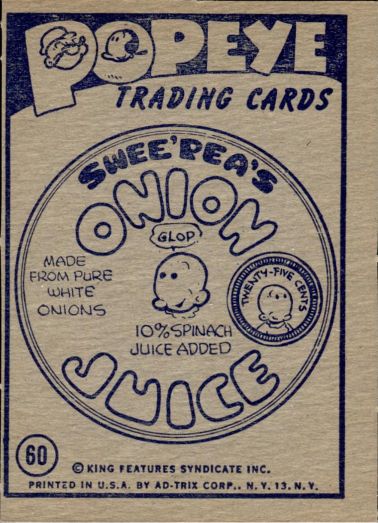 POPEYE
TRADING CARDS
SWEE'PEA'S
ONION
GLOP
MADE
FROM PURE
WHITE
ONIONS
TWENTY-FIVE CENTS
10% SPINACH
JUICE ADDED
JUICE
60
© KING FEATURES SYNDICATE INC.
PRINTED IN U.S.A. BY AD-TRIX CORP., N.Y. 13. N.Y.